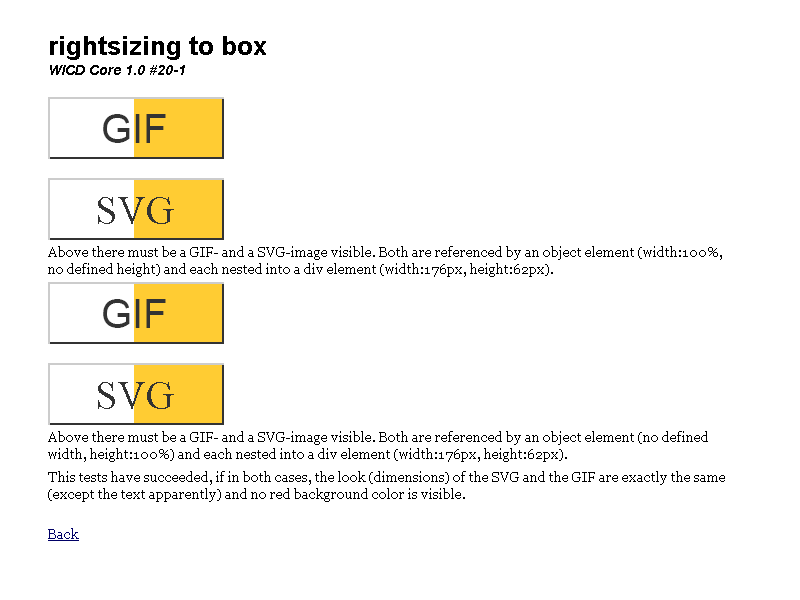 rightsizing to box
WICD Core 1.0 #20-1
GIF
SVG
Above there must be a GIF- and a SVG-image visible. Both are referenced by an object element (width:100%,
no defined height) and each nested into a div element (width:176px, height:62px).
GIF
SVG
Above there must be a GIF- and a SVG-image visible. Both are referenced by an object element (no defined
width, height:100%) and each nested into a div element (width:176px, height:62px).
This tests have succeeded, if in both cases, the look (dimensions) of the SVG and the GIF are exactly the same
(except the text apparently) and no red background color is visible.
Back